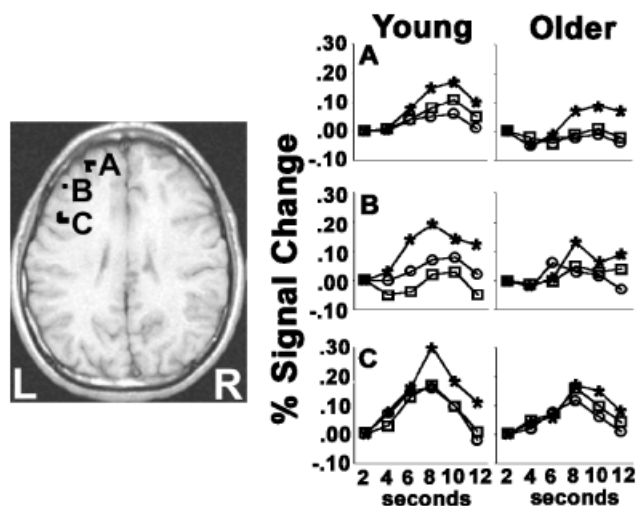 Young Older
% Signal Change
A
.30
.20
.10
.00
-.10
B
.30
.20
.10
.00
-.10
C
.30
.20
.10
.00
-.10
2 4 6 8 10 12 2 4 6 8 10 12
seconds seconds
A
B
C
L R